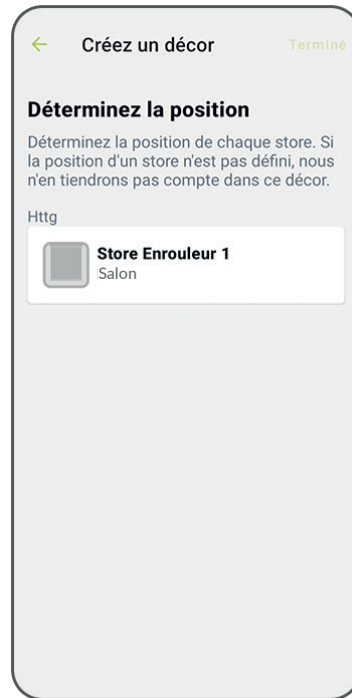 Créez un décor
Terminé
Déterminez la position
Déterminez la position de chaque store. Si
la position d'un store n'est pas défini, nous
n'en tiendrons pas compte dans ce décor.
Httg
Store Enrouleur 1
Salon